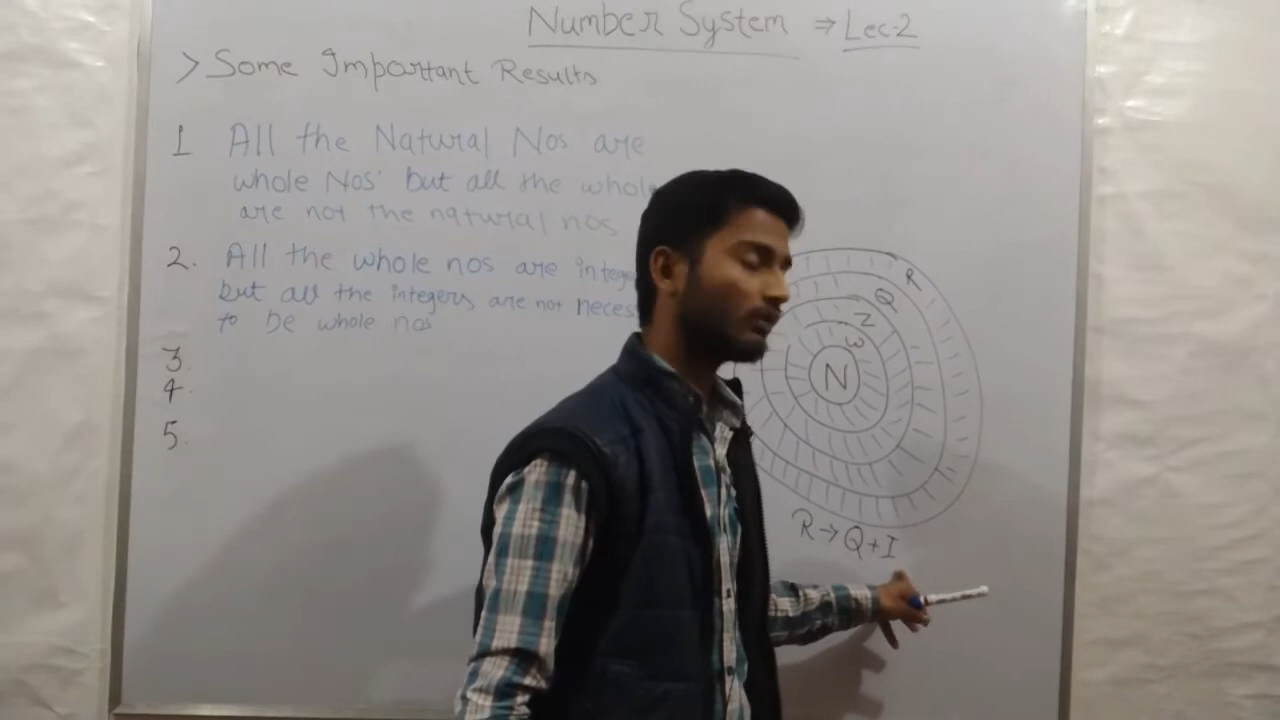 Number System ⇒ Lec-2
> Some Important Results
1 All the Natural Nos are
whole Nos' but all the whole
are not the natural nos
2. All the whole nos are
but all the integers are not
to be whole nos
3.
4.
5.
R
Q
Z
W
N
R → Q + I